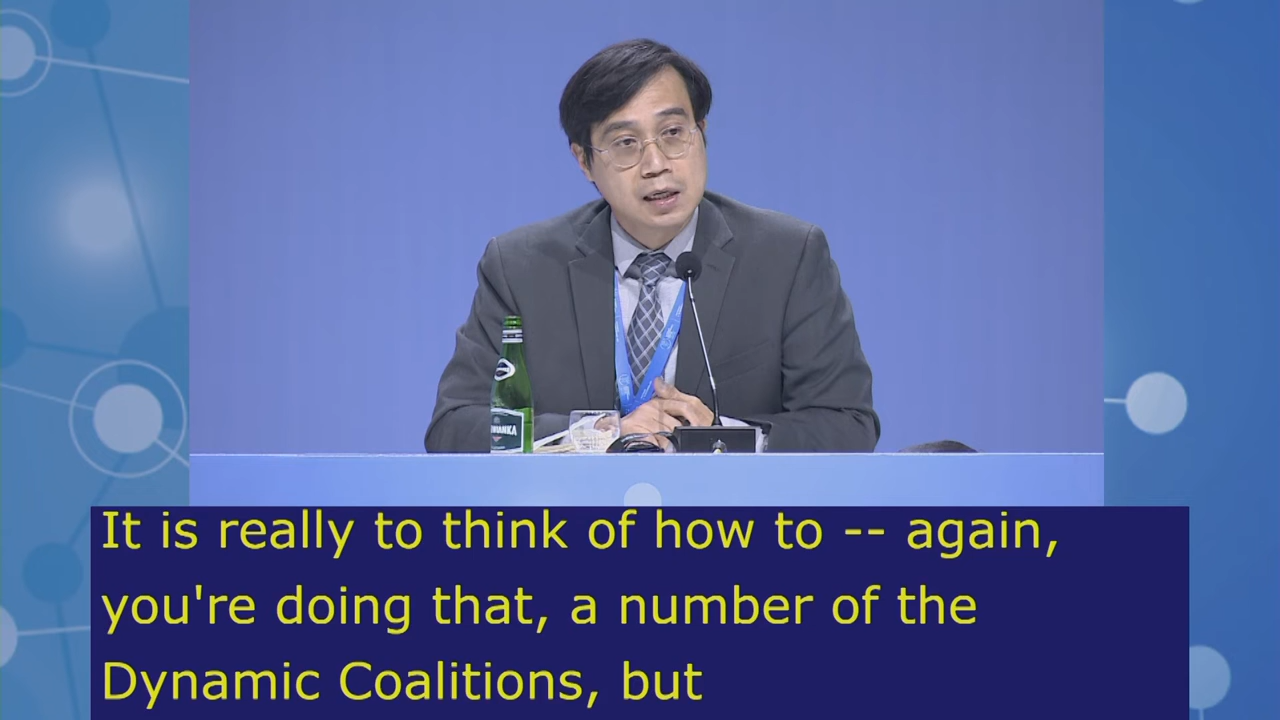 It is really to think of how to -- again,
you're doing that, a number of the
Dynamic Coalitions, but